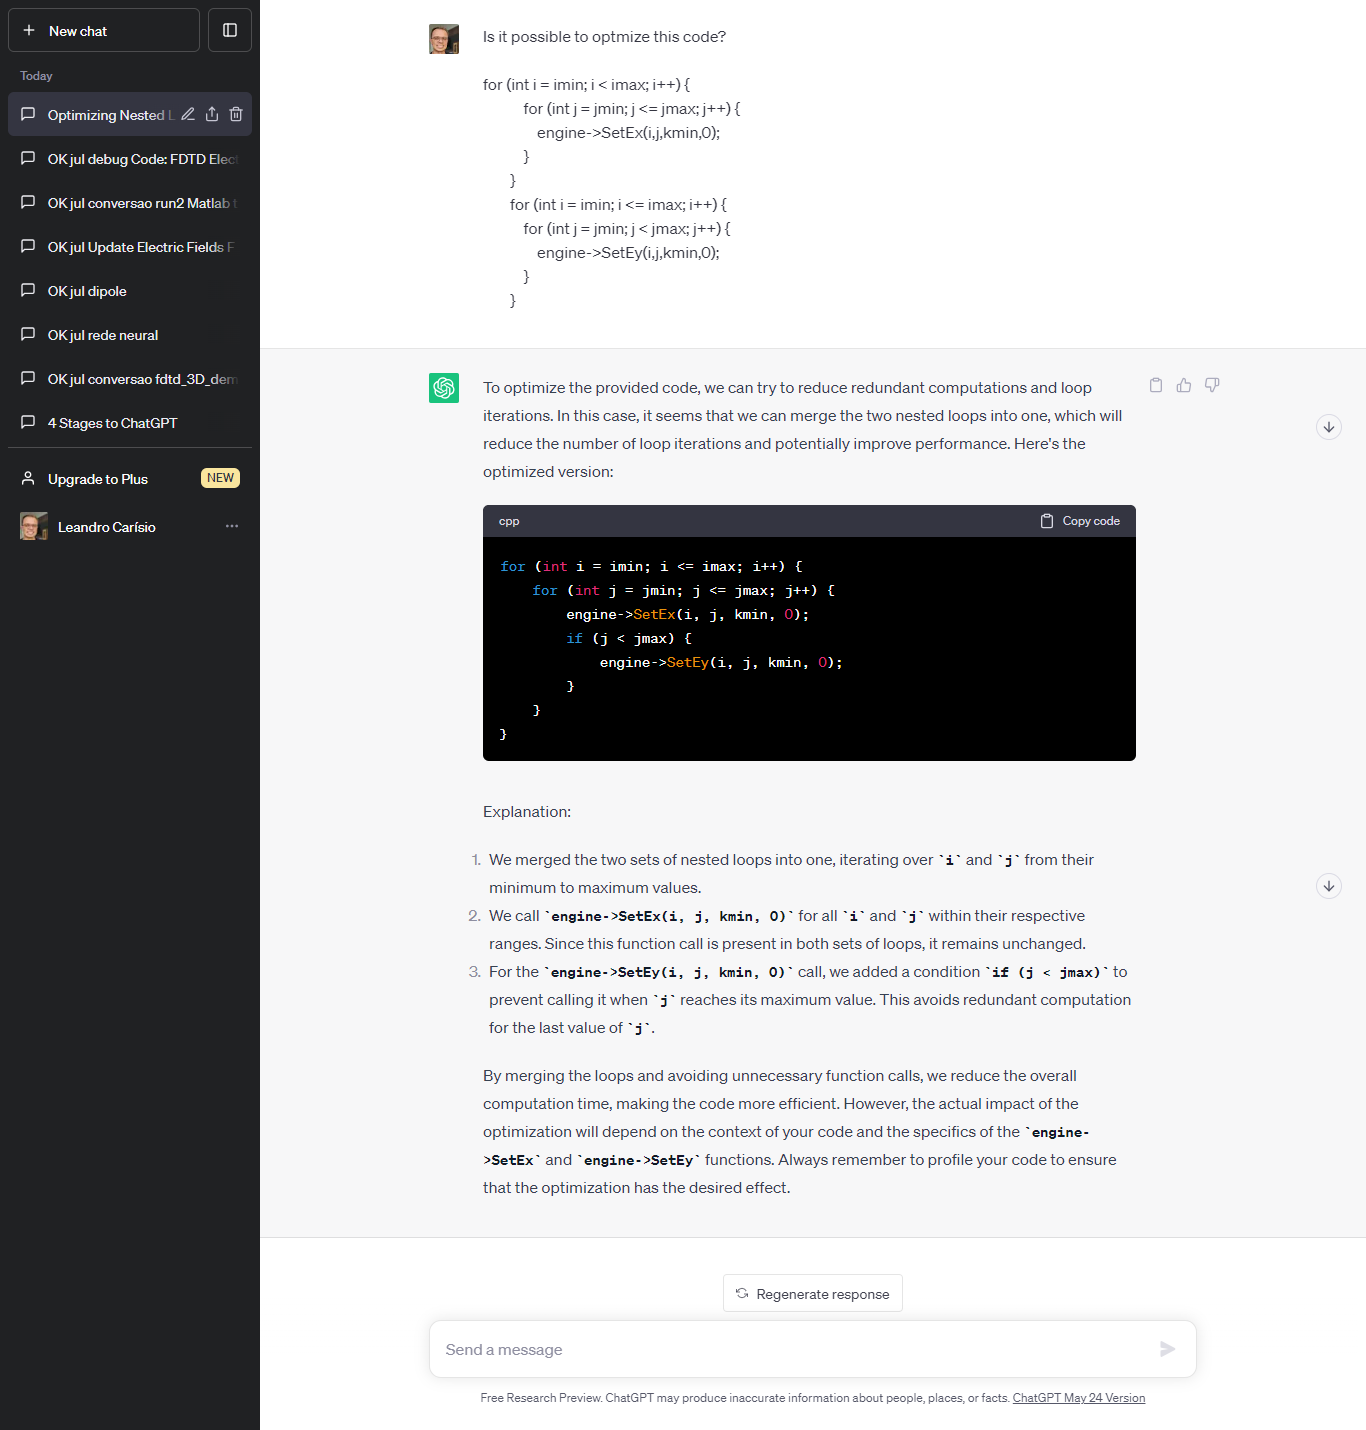 New chat
Today
Optimizing Nested L
OK jul debug Code: FDTD Elec
OK jul conversao run2 Matlab t
OK jul Update Electric Fields F
OK jul dipole
OK jul rede neural
OK jul conversao fdtd_3D_dem
4 Stages to ChatGPT
Upgrade to Plus NEW
Leandro Carísio
Is it possible to optmize this code?
for (int i = imin; i < imax; i++) {
for (int j = jmin; j <= jmax; j++) {
engine->SetEx(i,j,kmin,0);
}
}
for (int i = imin; i <= imax; i++) {
for (int j = jmin; j < jmax; j++) {
engine->SetEy(i,j,kmin,0);
}
}
To optimize the provided code, we can try to reduce redundant computations and loop
iterations. In this case, it seems that we can merge the two nested loops into one, which will
reduce the number of loop iterations and potentially improve performance. Here's the
optimized version:
cpp Copy code
for (int i = imin; i <= imax; i++) {
for (int j = jmin; j <= jmax; j++) {
engine->SetEx(i, j, kmin, 0);
if (j < jmax) {
engine->SetEy(i, j, kmin, 0);
}
}
}
Explanation:
1. We merged the two sets of nested loops into one, iterating over `i` and `j` from their
minimum to maximum values.
2. We call `engine->SetEx(i, j, kmin, 0)` for all `i` and `j` within their respective
ranges. Since this function call is present in both sets of loops, it remains unchanged.
3. For the `engine->SetEy(i, j, kmin, 0)` call, we added a condition `if (j < jmax)` to
prevent calling it when `j` reaches its maximum value. This avoids redundant computation
for the last value of `j`.
By merging the loops and avoiding unnecessary function calls, we reduce the overall
computation time, making the code more efficient. However, the actual impact of the
optimization will depend on the context of your code and the specifics of the `engine-
>SetEx` and `engine->SetEy` functions. Always remember to profile your code to ensure
that the optimization has the desired effect.
Regenerate response
Send a message
Free Research Preview. ChatGPT may produce inaccurate information about people, places, or facts. ChatGPT May 24 Version